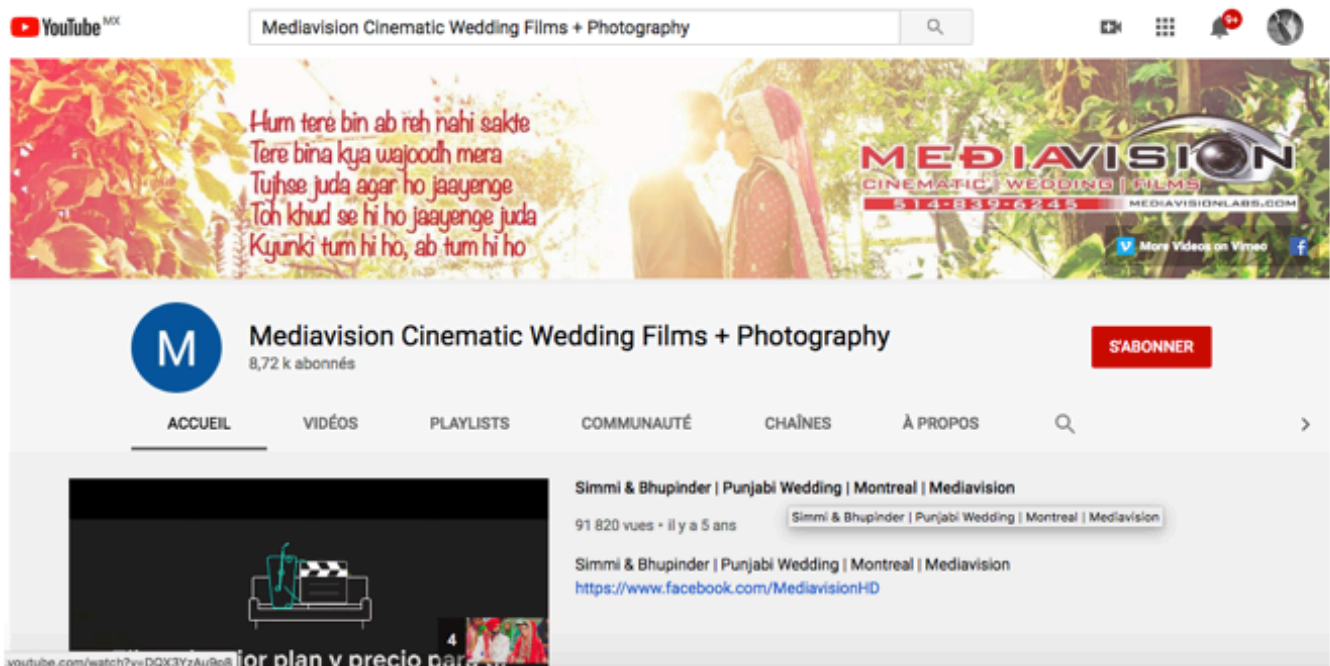 YouTube MX
Mediavision Cinematic Wedding Films + Photography
9+
Hum tere bin ab reh nahi sakte
Tere bina kya wajoodh mera
Tujhse juda agar ho jaayenge
Toh khud se hi ho jaayenge juda
Kyunki tum hi ho, ab tum hi ho
MEDIAVISION
CINEMATIC | WEDDING | FILMS
514-839-6245 MEDIAVISIONLABS.COM
More Videos on Vimeo
M
Mediavision Cinematic Wedding Films + Photography
8,72 k abonnés
S'ABONNER
ACCUEIL VIDÉOS PLAYLISTS COMMUNAUTÉ CHAÎNES À PROPOS
Simmi & Bhupinder | Punjabi Wedding | Montreal | Mediavision
91 820 vues • il y a 5 ans
Simmi & Bhupinder | Punjabi Wedding | Montreal | Mediavision
Simmi & Bhupinder | Punjabi Wedding | Montreal | Mediavision
https://www.facebook.com/MediavisionHD
4
plan y precio